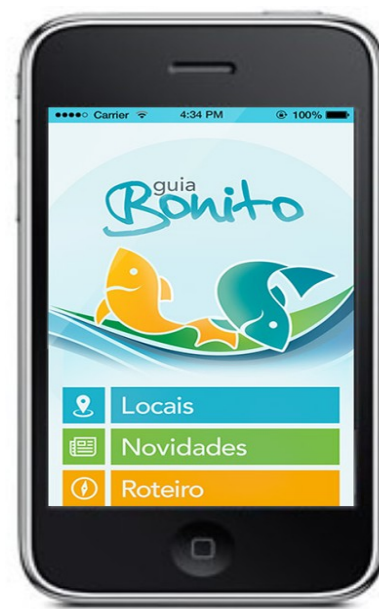 Carrier 4:34 PM 100%
guia
Bonito
Locais
Novidades
Roteiro